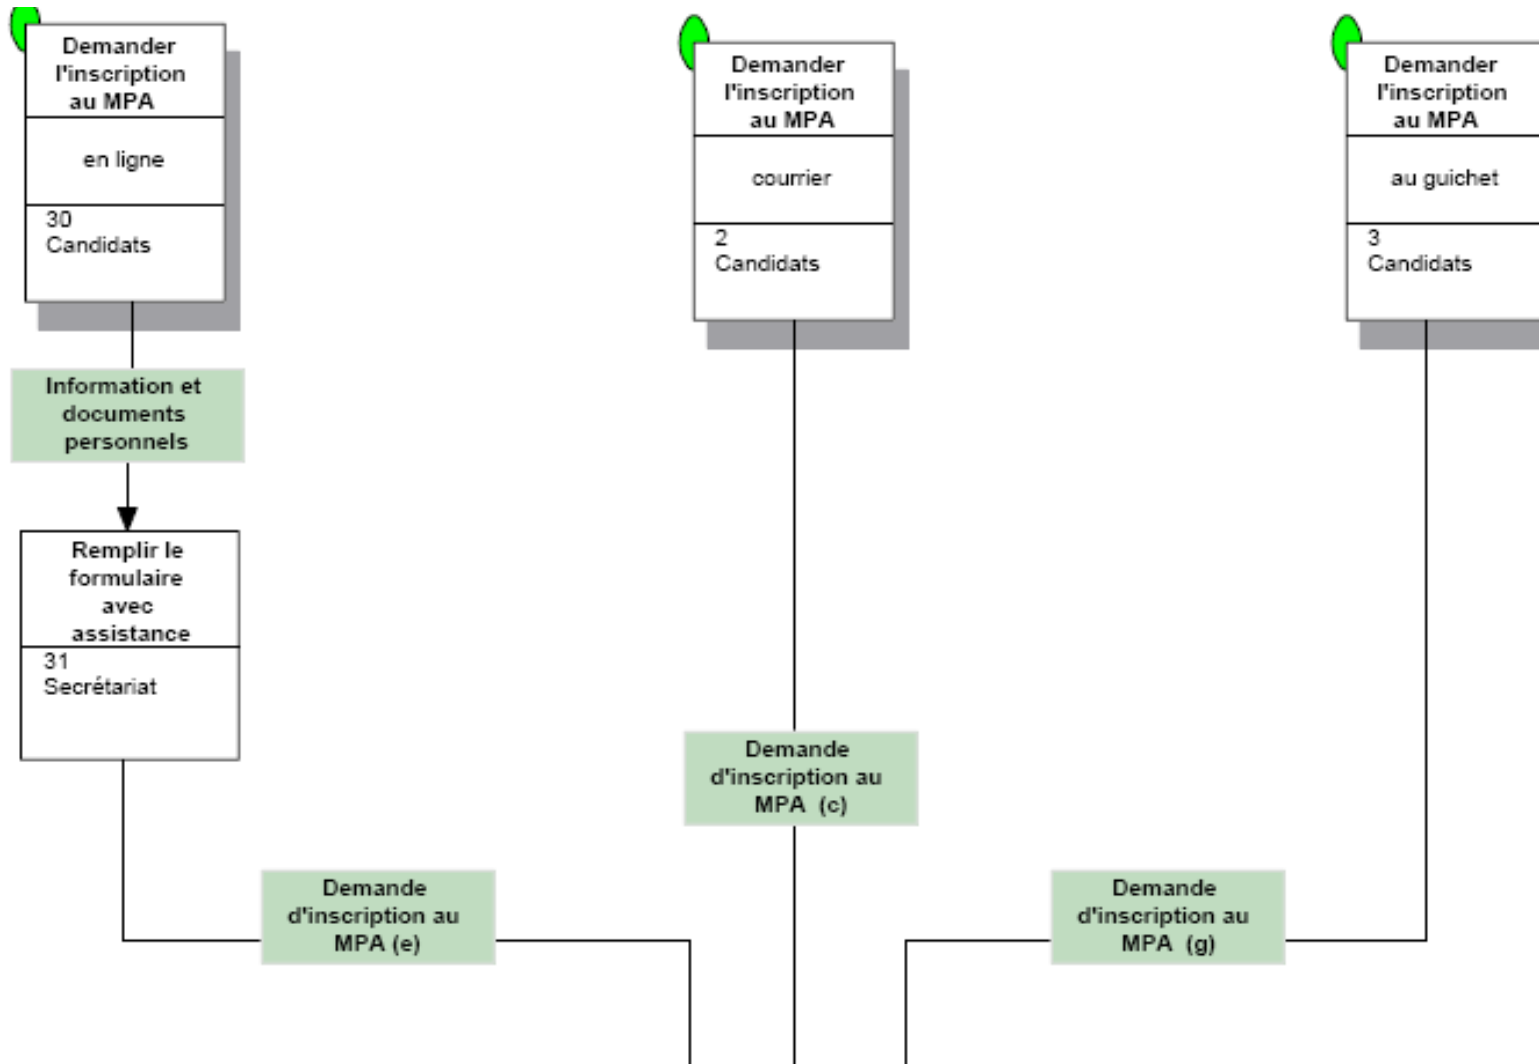 Demander
l'inscription
au MPA
en ligne
30
Candidats
Demander
l'inscription
au MPA
courrier
2
Candidats
Demander
l'inscription
au MPA
au guichet
3
Candidats
Information et
documents
personnels
Remplir le
formulaire
avec
assistance
31
Secrétariat
Demande
d'inscription au
MPA (c)
Demande
d'inscription au
MPA (e)
Demande
d'inscription au
MPA (g)